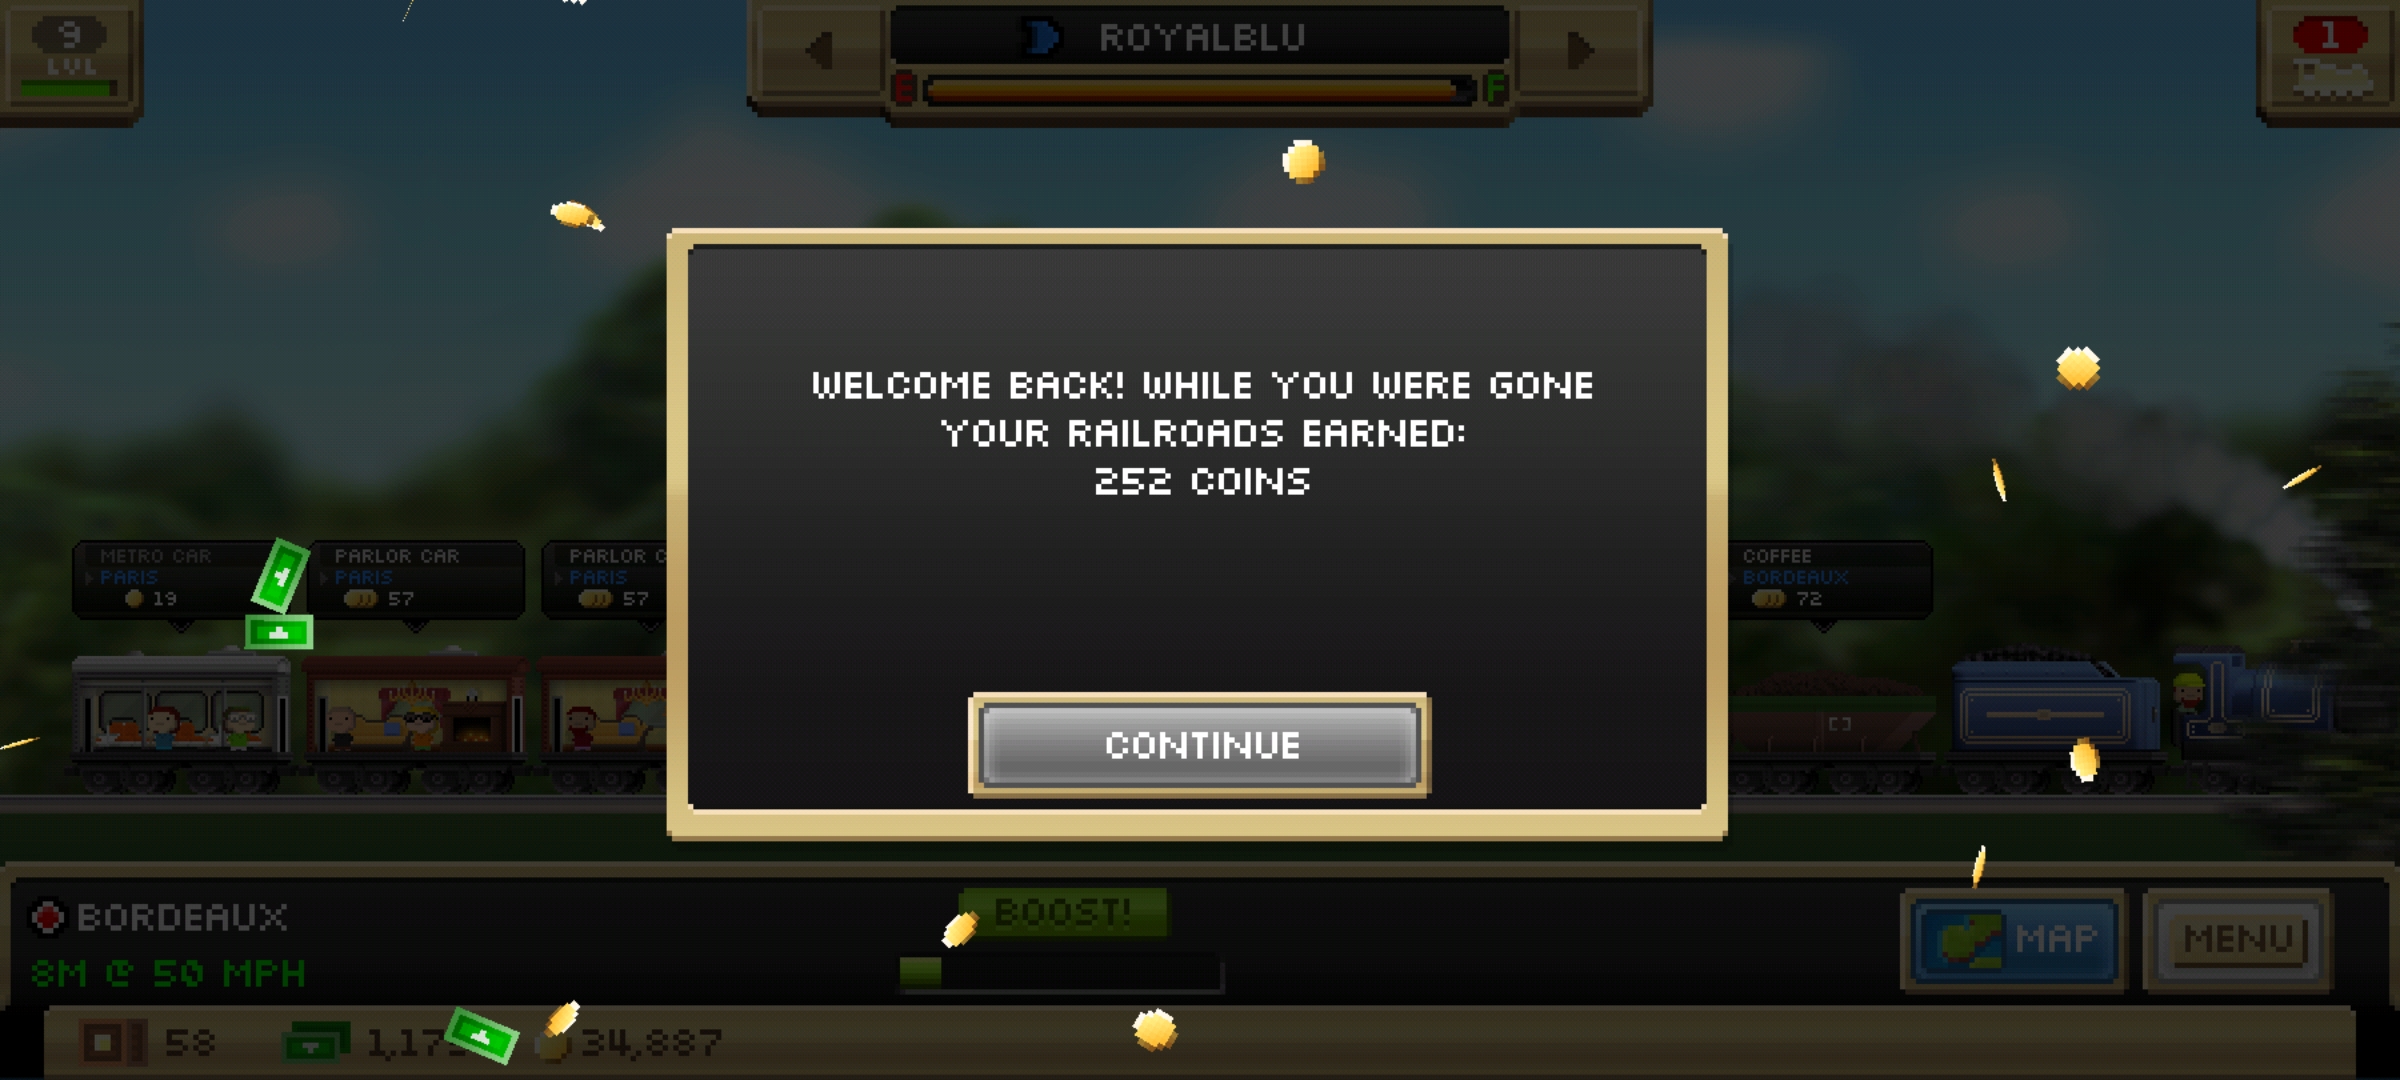 9
LVL
ROYALBLU
E F
1
WELCOME BACK! WHILE YOU WERE GONE
YOUR RAILROADS EARNED:
252 COINS
METRO CAR
PARIS
19
PARLOR CAR
PARIS
57
PARLOR C
PARIS
57
COFFEE
BORDEAUX
72
CONTINUE
BORDEAUX
8M @ 50 MPH
BOOST!
MAP
MENU
58
34,887